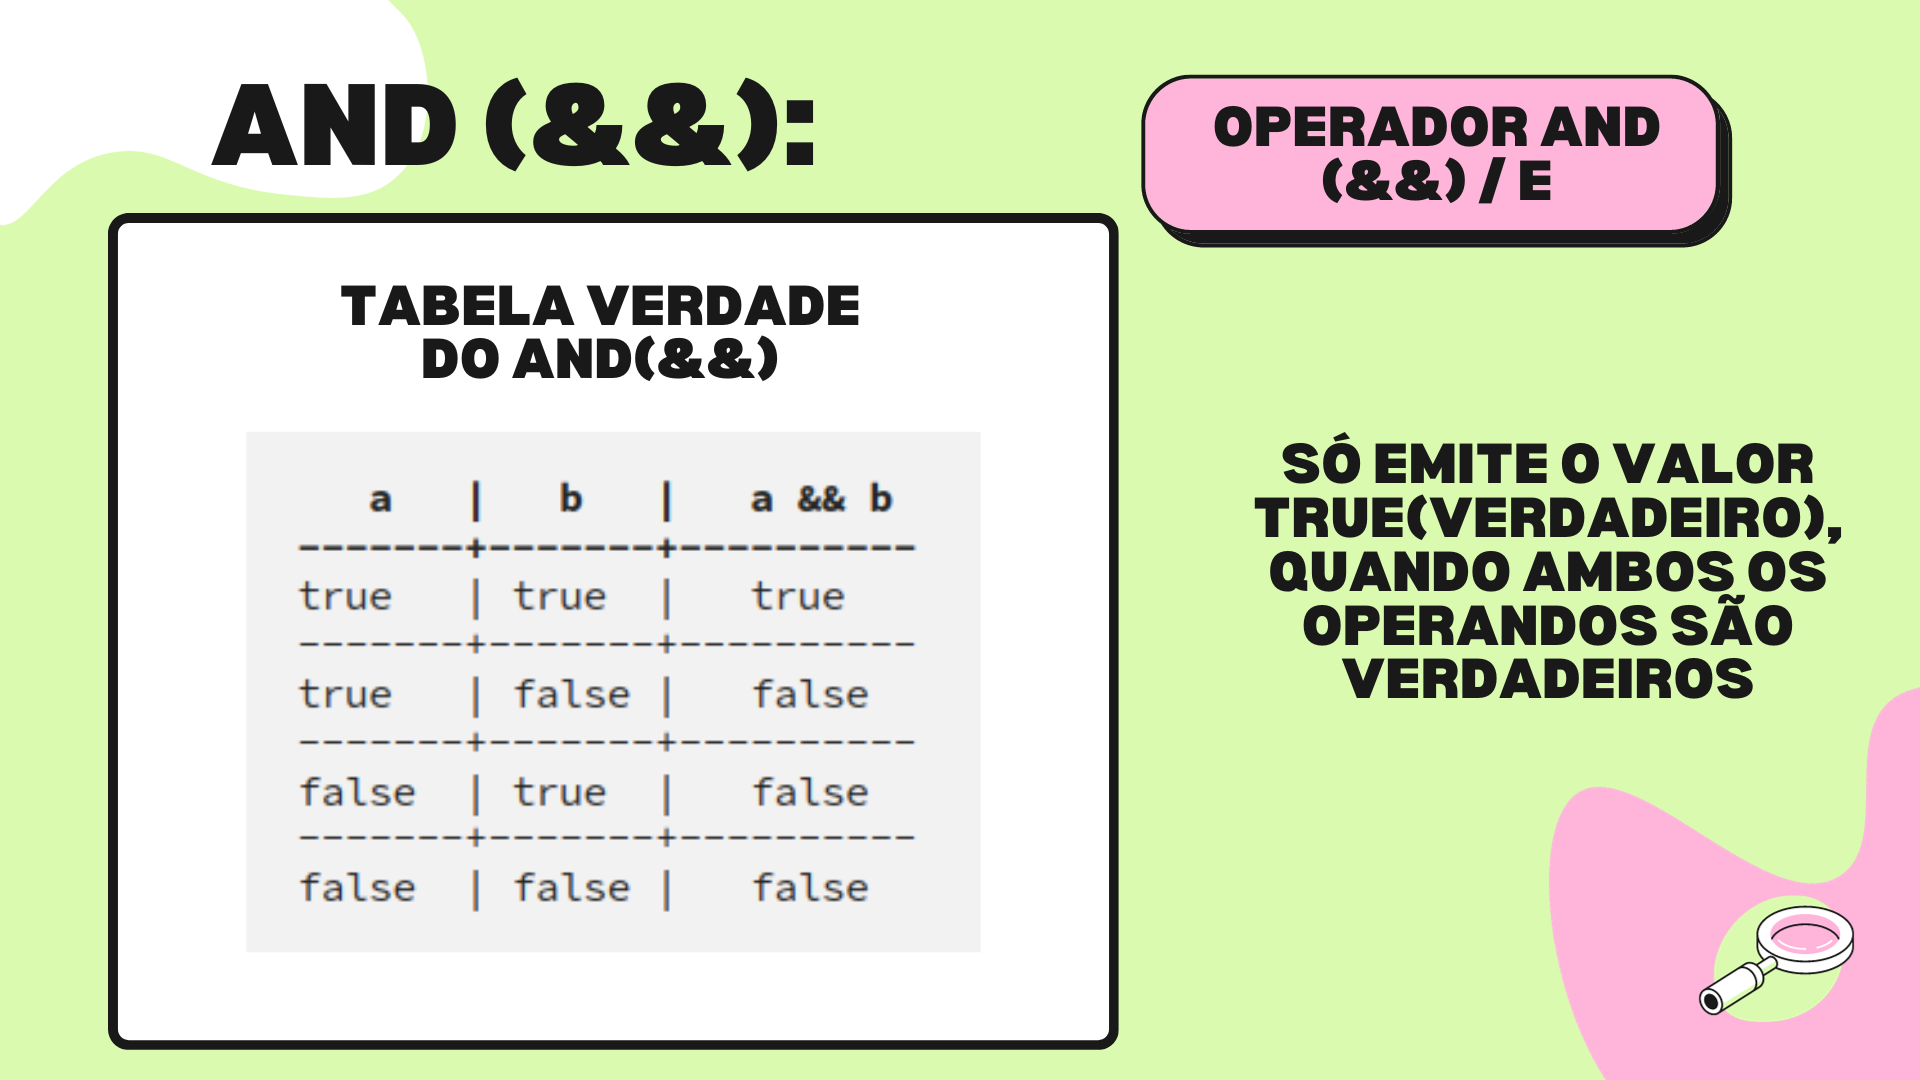 AND (&&):
OPERADOR AND
(&&) / E
TABELA VERDADE
DO AND(&&)
a | b | a && b
-------+-------+----------
true | true | true
-------+-------+----------
true | false | false
-------+-------+----------
false | true | false
-------+-------+----------
false | false | false
SÓ EMITE O VALOR
TRUE(VERDADEIRO),
QUANDO AMBOS OS
OPERANDOS SÃO
VERDADEIROS